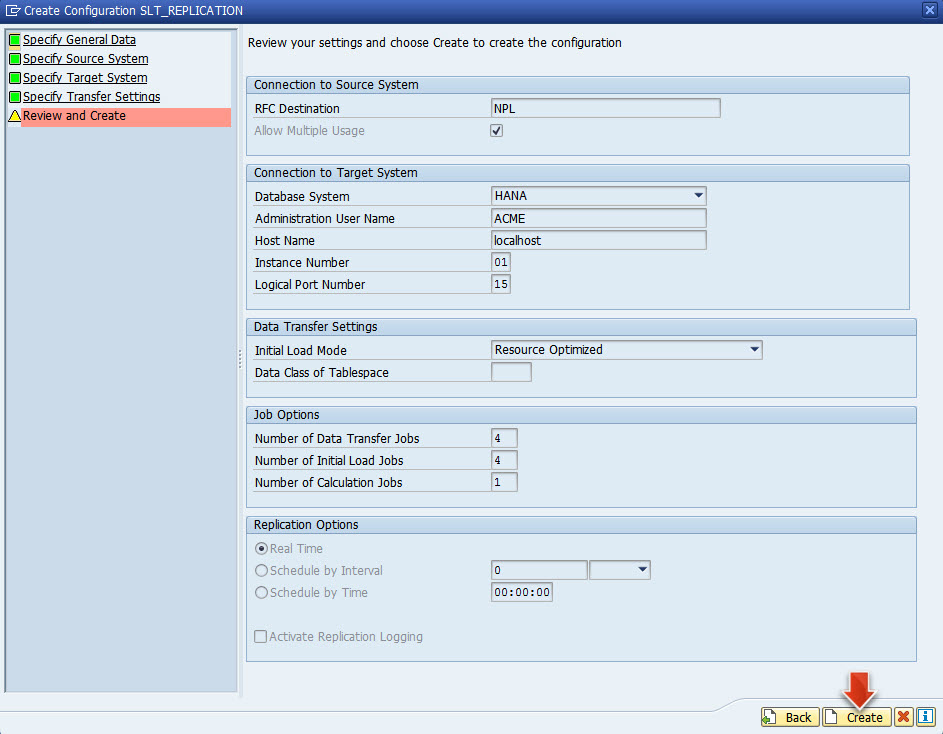 Create Configuration SLT_REPLICATION
Specify General Data
Specify Source System
Specify Target System
Specify Transfer Settings
Review and Create
Review your settings and choose Create to create the configuration
Connection to Source System
RFC Destination NPL
Allow Multiple Usage
Connection to Target System
Database System HANA
Administration User Name ACME
Host Name localhost
Instance Number 01
Logical Port Number 15
Data Transfer Settings
Initial Load Mode Resource Optimized
Data Class of Tablespace
Job Options
Number of Data Transfer Jobs 4
Number of Initial Load Jobs 4
Number of Calculation Jobs 1
Replication Options
Real Time
Schedule by Interval 0
Schedule by Time 00:00:00
Activate Replication Logging
Back Create